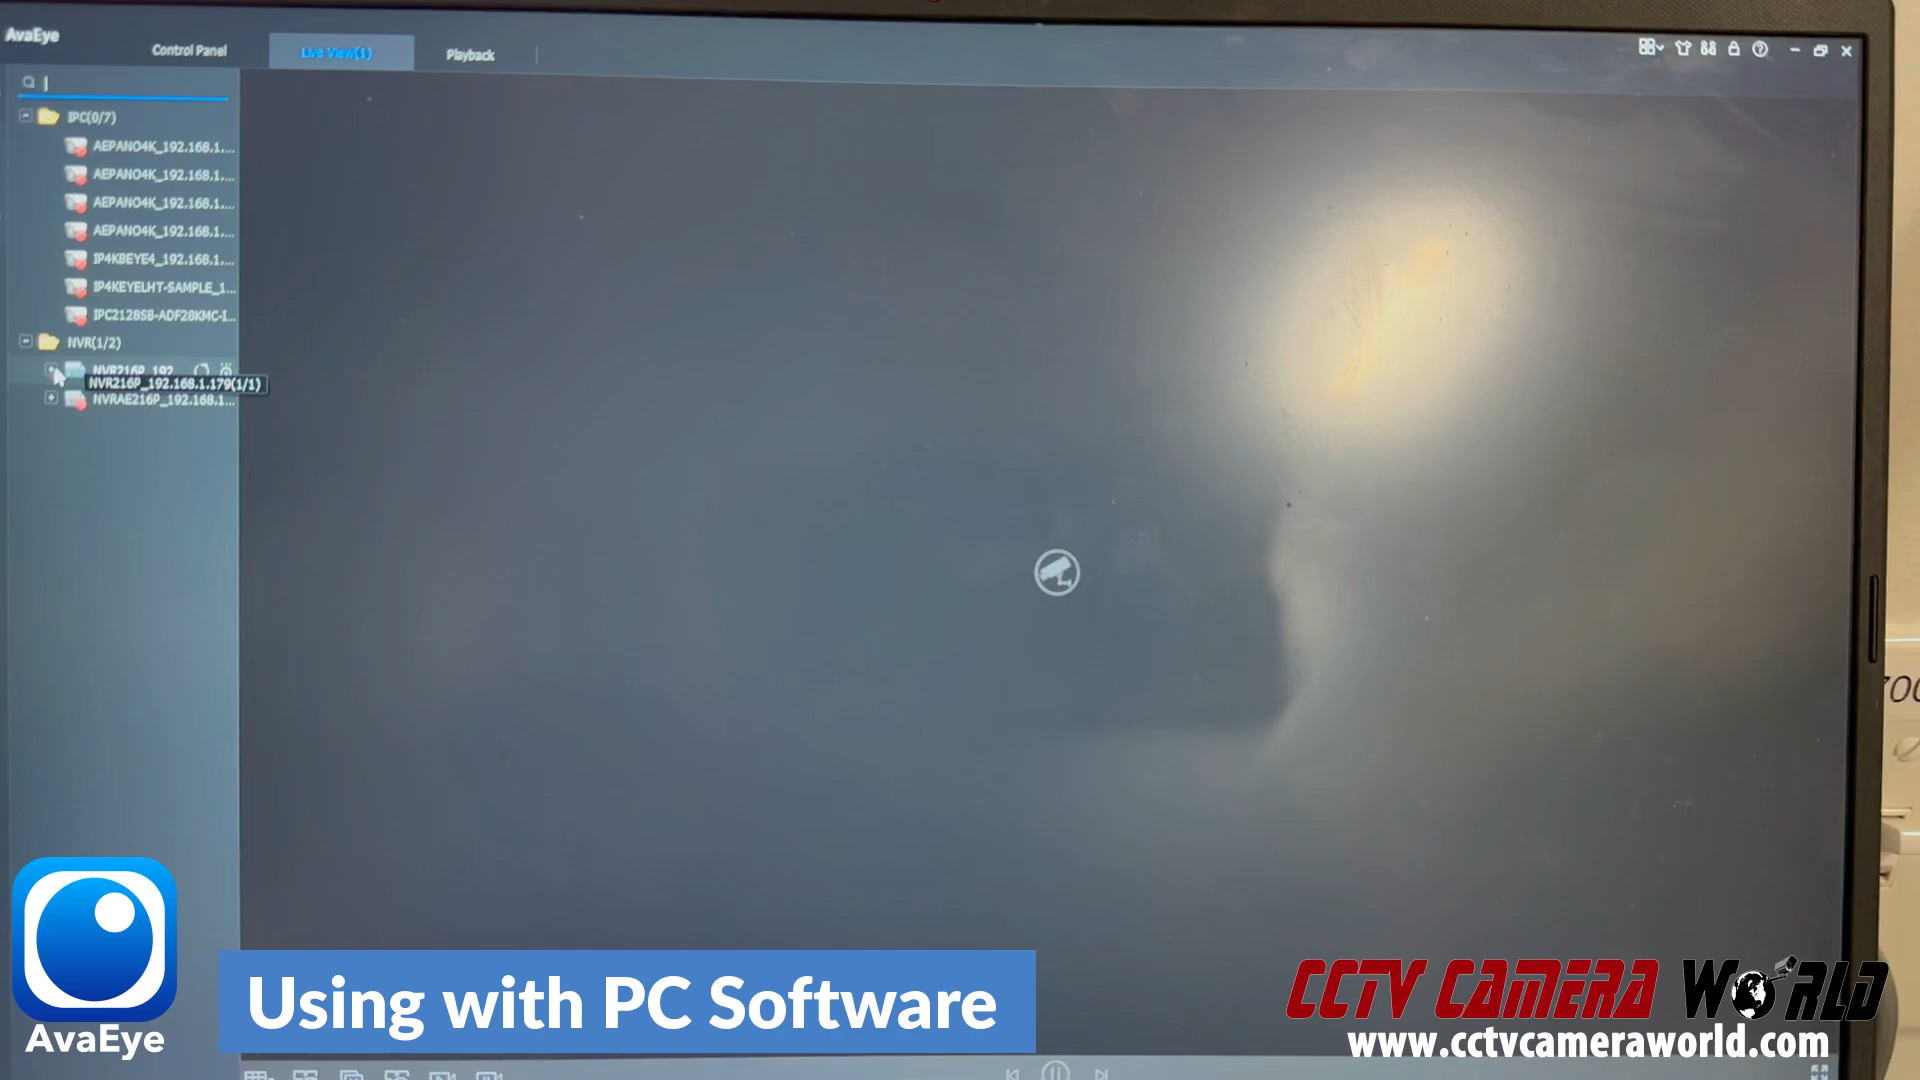 AvaEye
Control Panel
Live View(1)
Playback
IPC(0/7)
AEPANO4K_192.168.1....
AEPANO4K_192.168.1....
AEPANO4K_192.168.1....
AEPANO4K_192.168.1....
IP4K8EYE4_192.168.1....
IP4KEYELHT-SAMPLE_1...
IPC2128SB-ADF28KMC-I...
NVR(1/2)
NVR216P_192
NVR216P_192.168.1.179(1/1)
NVRAE216P_192.168.1...
AvaEye
Using with PC Software
CCTV CAMERA WORLD
www.cctvcameraworld.com